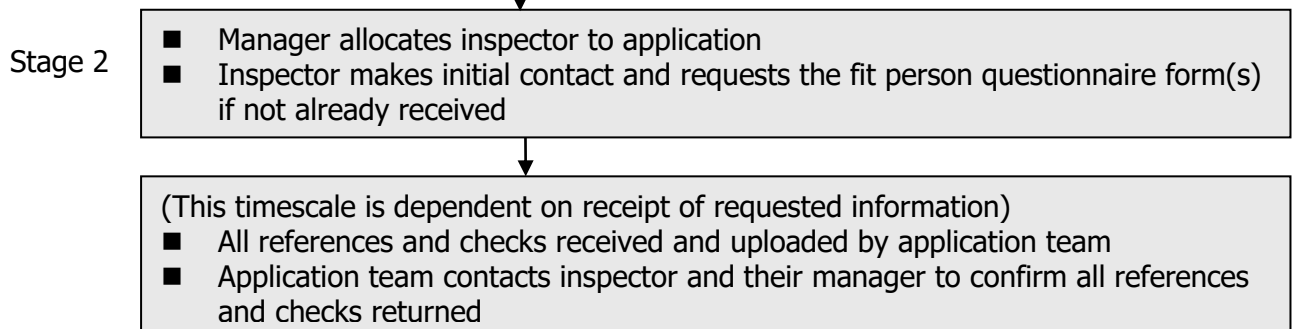 Stage 2
■ Manager allocates inspector to application
■ Inspector makes initial contact and requests the fit person questionnaire form(s)
if not already received
(This timescale is dependent on receipt of requested information)
■ All references and checks received and uploaded by application team
■ Application team contacts inspector and their manager to confirm all references
and checks returned